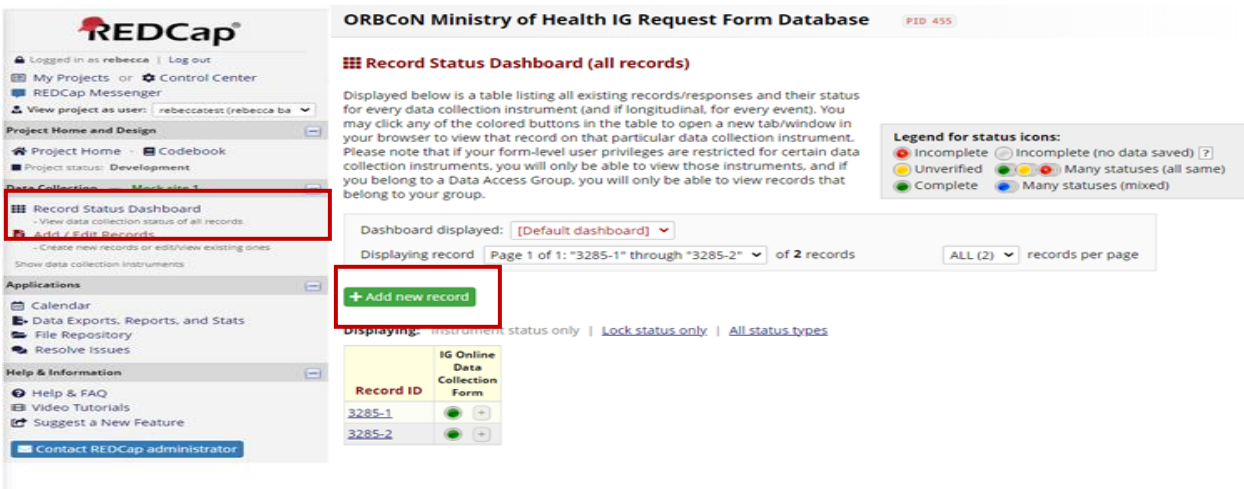 REDCap®
Logged in as rebecca | Log out
My Projects or Control Center
REDCap Messenger
View project as user: rebeccatest (rebecca ba
Project Home and Design
Project Home · Codebook
Project status: Development
Data Collection — Mock site 1
Record Status Dashboard
- View data collection status of all records
Add / Edit Records
- Create new records or edit/view existing ones
Show data collection instruments
Applications
Calendar
Data Exports, Reports, and Stats
File Repository
Resolve Issues
Help & Information
Help & FAQ
Video Tutorials
Suggest a New Feature
Contact REDCap administrator
ORBCoN Ministry of Health IG Request Form Database PID 455
Record Status Dashboard (all records)
Displayed below is a table listing all existing records/responses and their status
for every data collection instrument (and if longitudinal, for every event). You
may click any of the colored buttons in the table to open a new tab/window in
your browser to view that record on that particular data collection instrument.
Please note that if your form-level user privileges are restricted for certain data
collection instruments, you will only be able to view those instruments, and if
you belong to a Data Access Group, you will only be able to view records that
belong to your group.
Legend for status icons:
Incomplete Incomplete (no data saved) ?
Unverified Many statuses (all same)
Complete Many statuses (mixed)
Dashboard displayed: [Default dashboard]
Displaying record Page 1 of 1: "3285-1" through "3285-2" of 2 records ALL (2) records per page
+ Add new record
Displaying: Instrument status only | Lock status only | All status types
Record ID IG Online
Data
Collection
Form
3285-1 +
3285-2 +